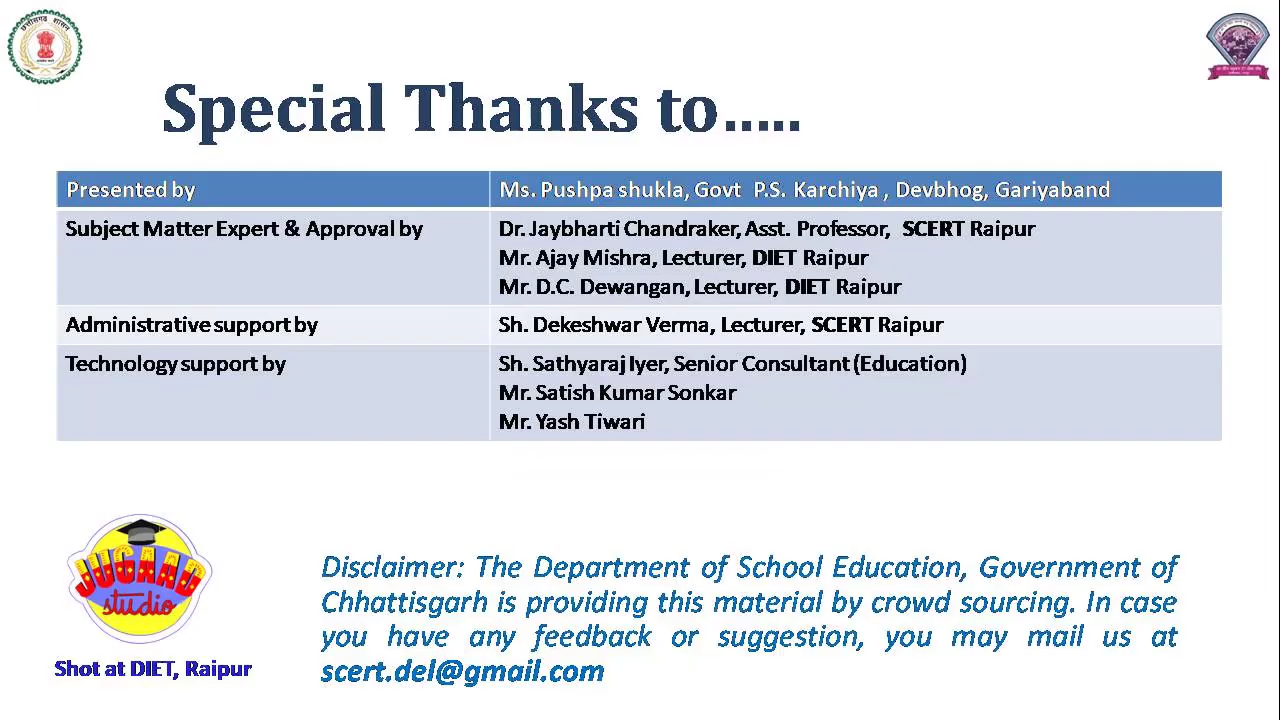 छत्तीसगढ़ शासन
Special Thanks to.....
Presented by
Ms. Pushpa shukla, Govt P.S. Karchiya , Devbhog, Gariyaband
Subject Matter Expert & Approval by
Dr. Jaybharti Chandraker, Asst. Professor, SCERT Raipur
Mr. Ajay Mishra, Lecturer, DIET Raipur
Mr. D.C. Dewangan, Lecturer, DIET Raipur
Administrative support by
Sh. Dekeshwar Verma, Lecturer, SCERT Raipur
Technology support by
Sh. Sathyaraj Iyer, Senior Consultant (Education)
Mr. Satish Kumar Sonkar
Mr. Yash Tiwari
JUGAAD
studio
Shot at DIET, Raipur
Disclaimer: The Department of School Education, Government of
Chhattisgarh is providing this material by crowd sourcing. In case
you have any feedback or suggestion, you may mail us at
scert.del@gmail.com